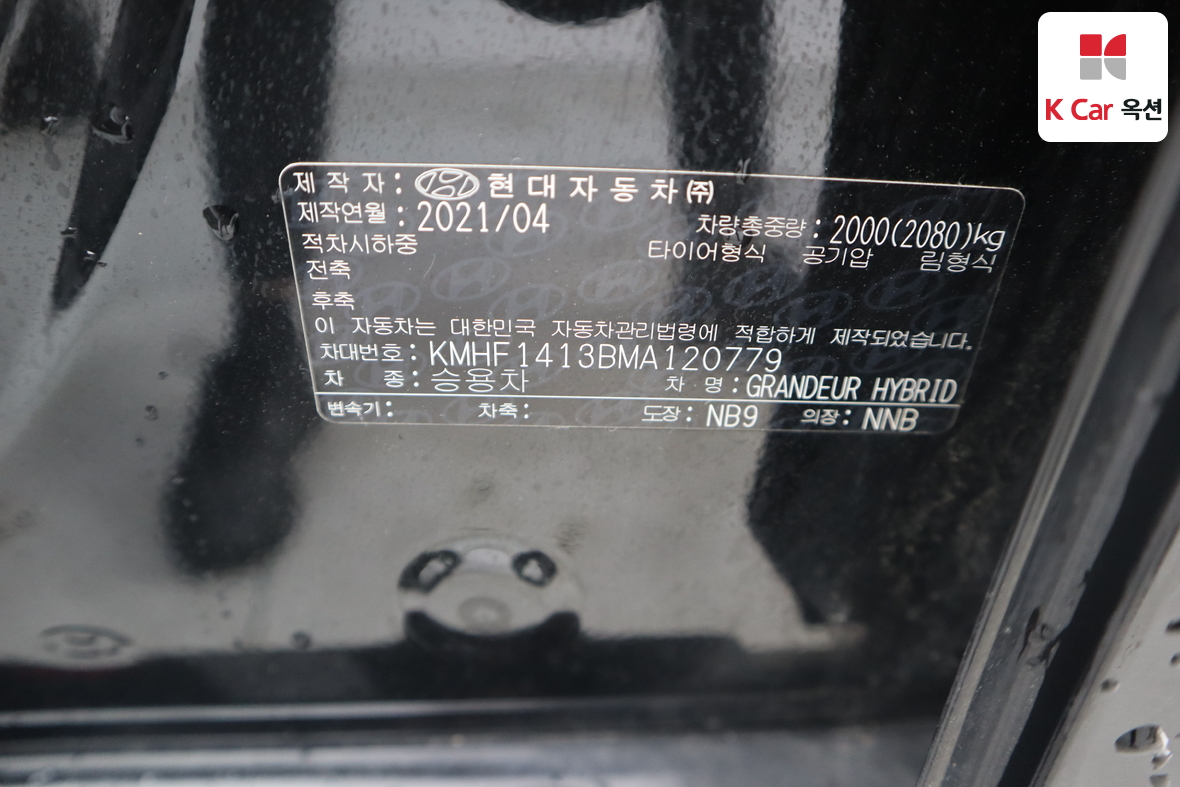 K Car 옥션
제 작 자 : 현대자동차㈜
제작연월 : 2021/04 차량총중량 : 2000(2080)kg
적차시하중 타이어형식 공기압 림형식
전축
후축
이 자동차는 대한민국 자동차관리법령에 적합하게 제작되었습니다.
차대번호 : KMHF1413BMA120779
차 종 : 승용차 차 명 : GRANDEUR HYBRID
변속기 : 차축 : 도장 : NB9 의장 : NNB